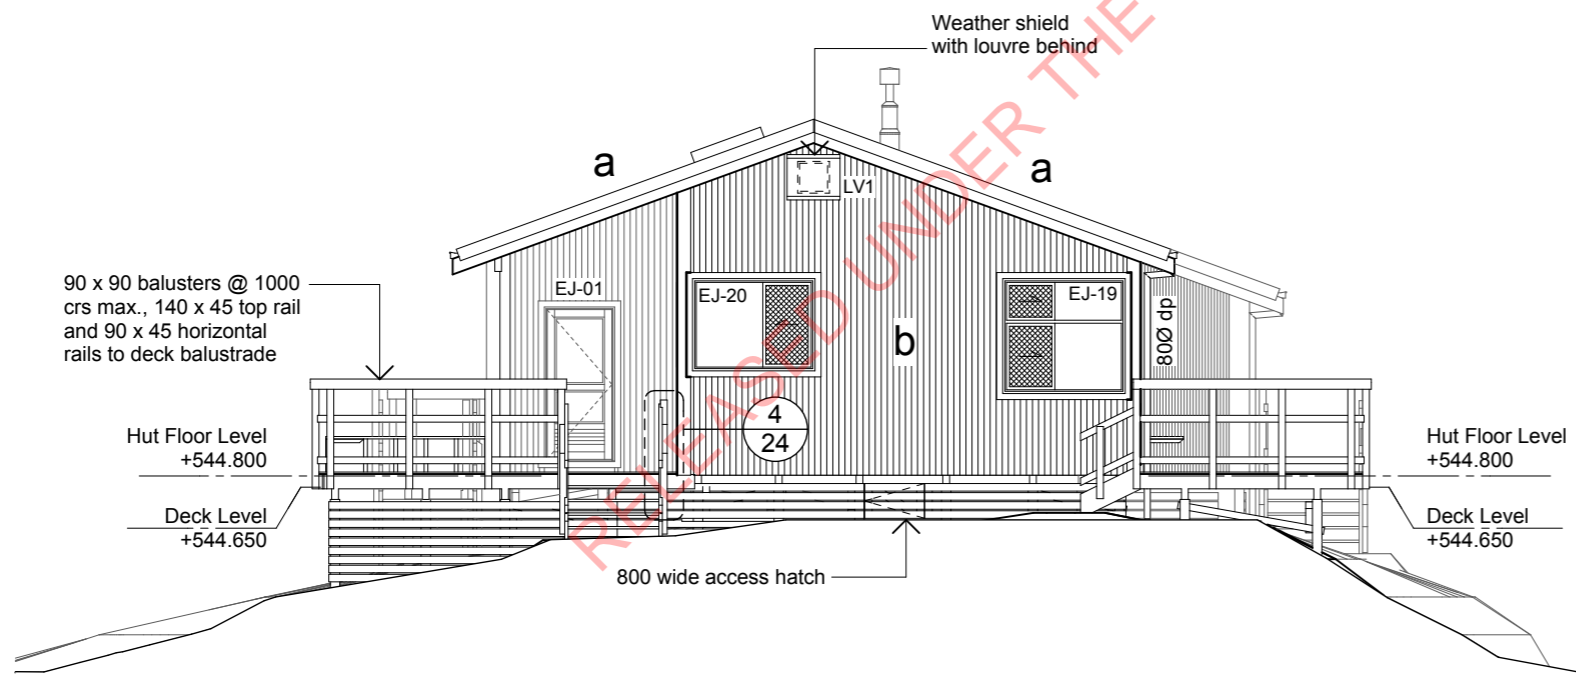 Weather shield
with louvre behind
RELEASED UNDER THE
a
a
LV1
90 x 90 balusters @ 1000
crs max., 140 x 45 top rail
and 90 x 45 horizontal
rails to deck balustrade
EJ-01
EJ-20
EJ-19
80Ø dp
b
4
24
Hut Floor Level
+544.800
Hut Floor Level
+544.800
Deck Level
+544.650
Deck Level
+544.650
800 wide access hatch